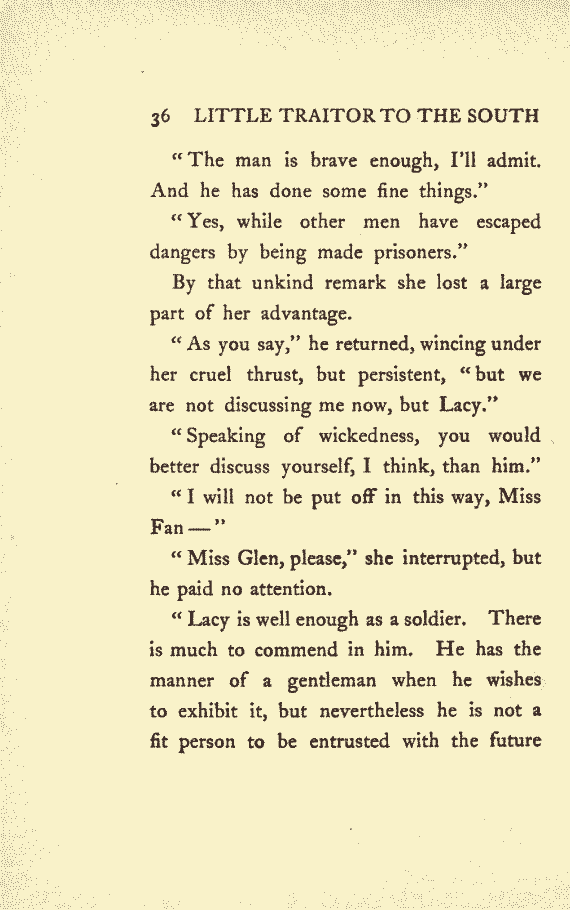 36 LITTLE TRAITOR TO THE SOUTH
“The man is brave enough, I’ll admit.
And he has done some fine things.”
“Yes, while other men have escaped
dangers by being made prisoners.”
By that unkind remark she lost a large
part of her advantage.
“As you say,” he returned, wincing under
her cruel thrust, but persistent, “but we
are not discussing me now, but Lacy.”
“Speaking of wickedness, you would
better discuss yourself, I think, than him.”
“I will not be put off in this way, Miss
Fan—”
“Miss Glen, please,” she interrupted, but
he paid no attention.
“Lacy is well enough as a soldier. There
is much to commend in him. He has the
manner of a gentleman when he wishes
to exhibit it, but nevertheless he is not a
fit person to be entrusted with the future